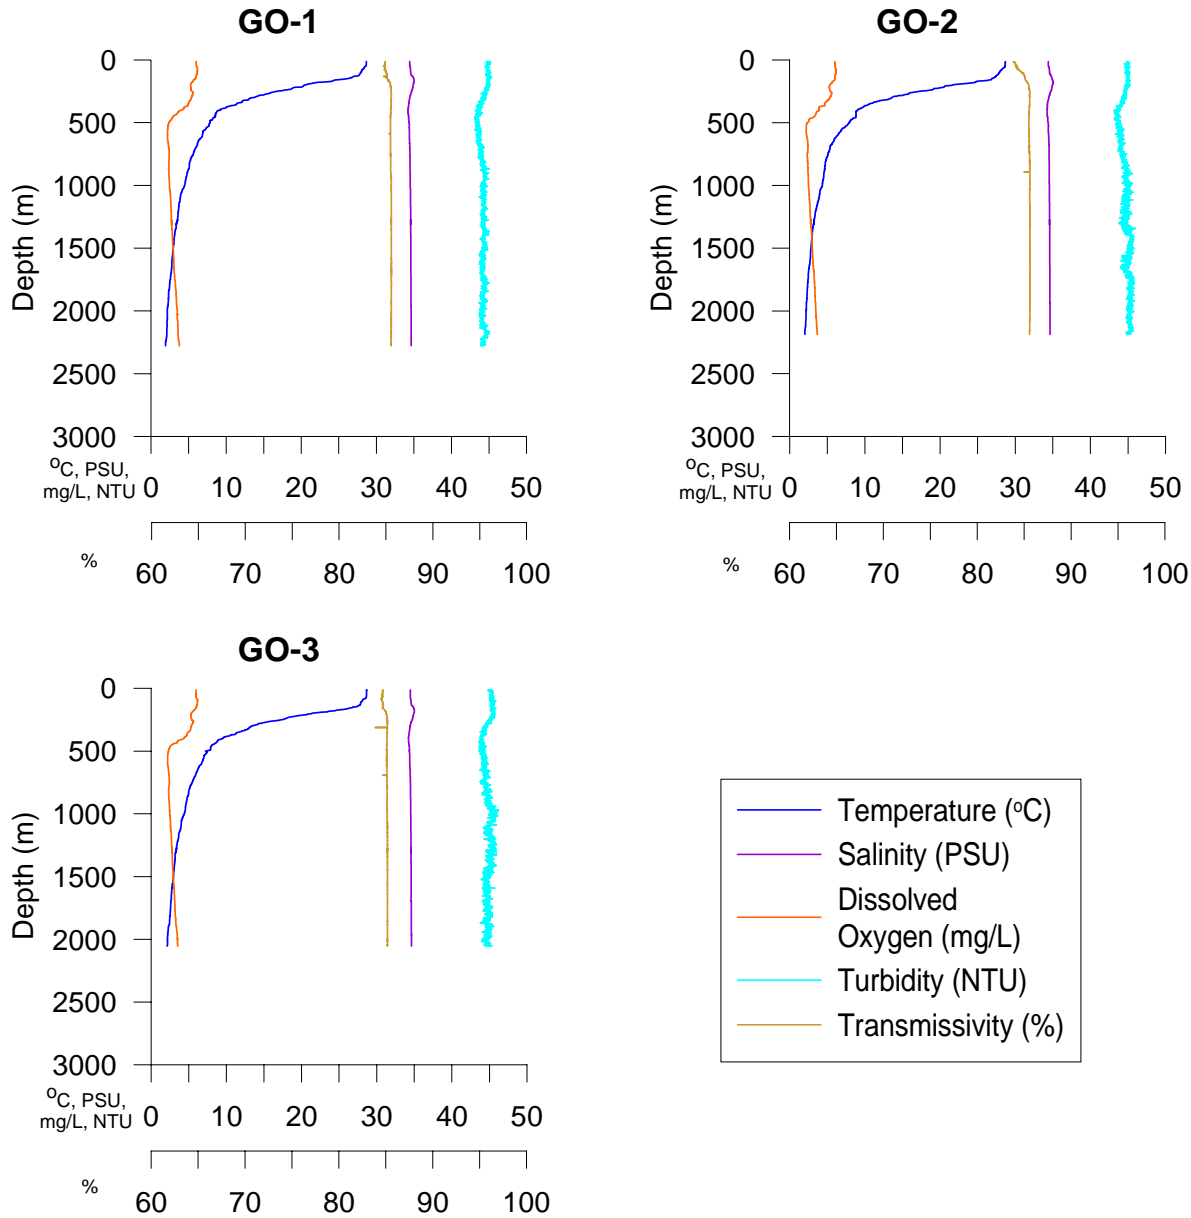 GO-1
0
500
1000
1500
2000
2500
3000
Depth (m)
°C, PSU,
mg/L, NTU
0 10 20 30 40 50
%
60 70 80 90 100
GO-2
0
500
1000
1500
2000
2500
3000
Depth (m)
°C, PSU,
mg/L, NTU
0 10 20 30 40 50
%
60 70 80 90 100
GO-3
0
500
1000
1500
2000
2500
3000
Depth (m)
°C, PSU,
mg/L, NTU
0 10 20 30 40 50
%
60 70 80 90 100
Temperature (°C)
Salinity (PSU)
Dissolved
Oxygen (mg/L)
Turbidity (NTU)
Transmissivity (%)